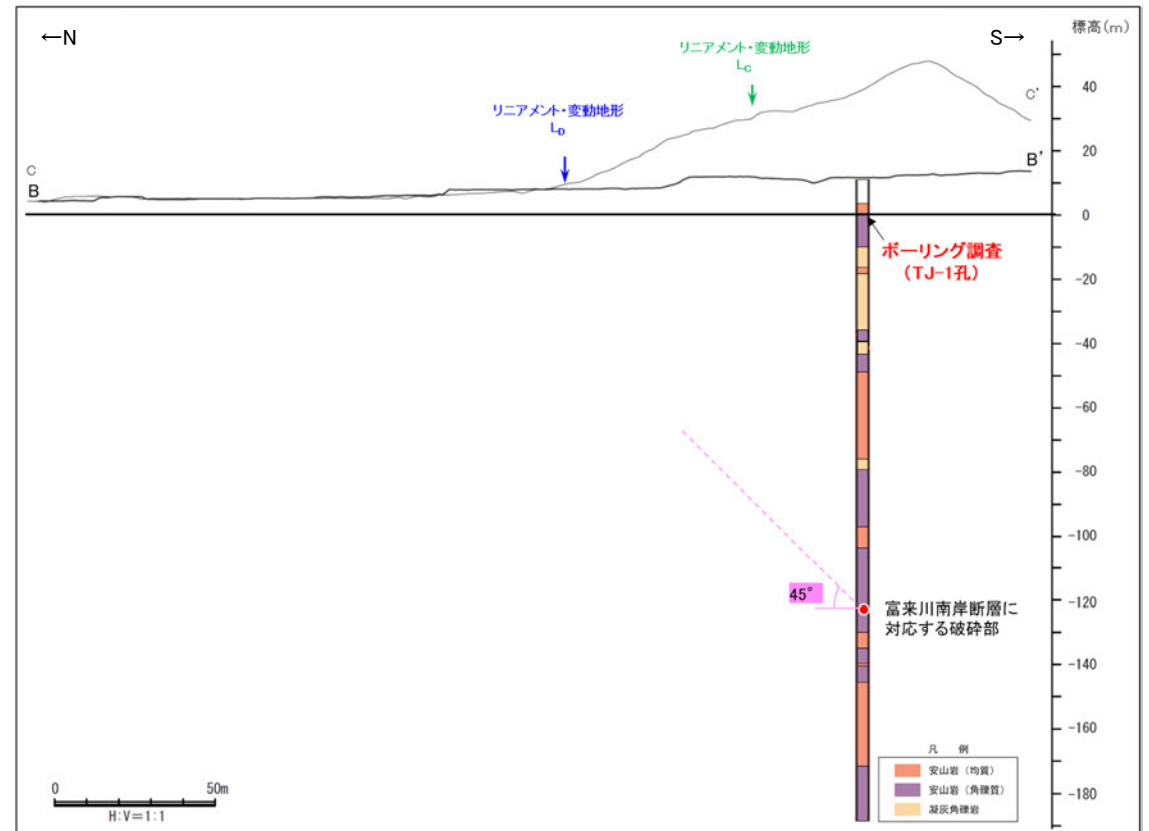 ←N
S→
標高(m)
リニアメント・変動地形
LC
リニアメント・変動地形
LD
C
B
C'
B'
40
20
0
-20
-40
-60
-80
-100
-120
-140
-160
-180
ボーリング調査
(TJ-1孔)
45°
富来川南岸断層に
対応する破砕部
凡 例
安山岩（均質）
安山岩（角礫質）
凝灰角礫岩
0 50m
H:V=1:1